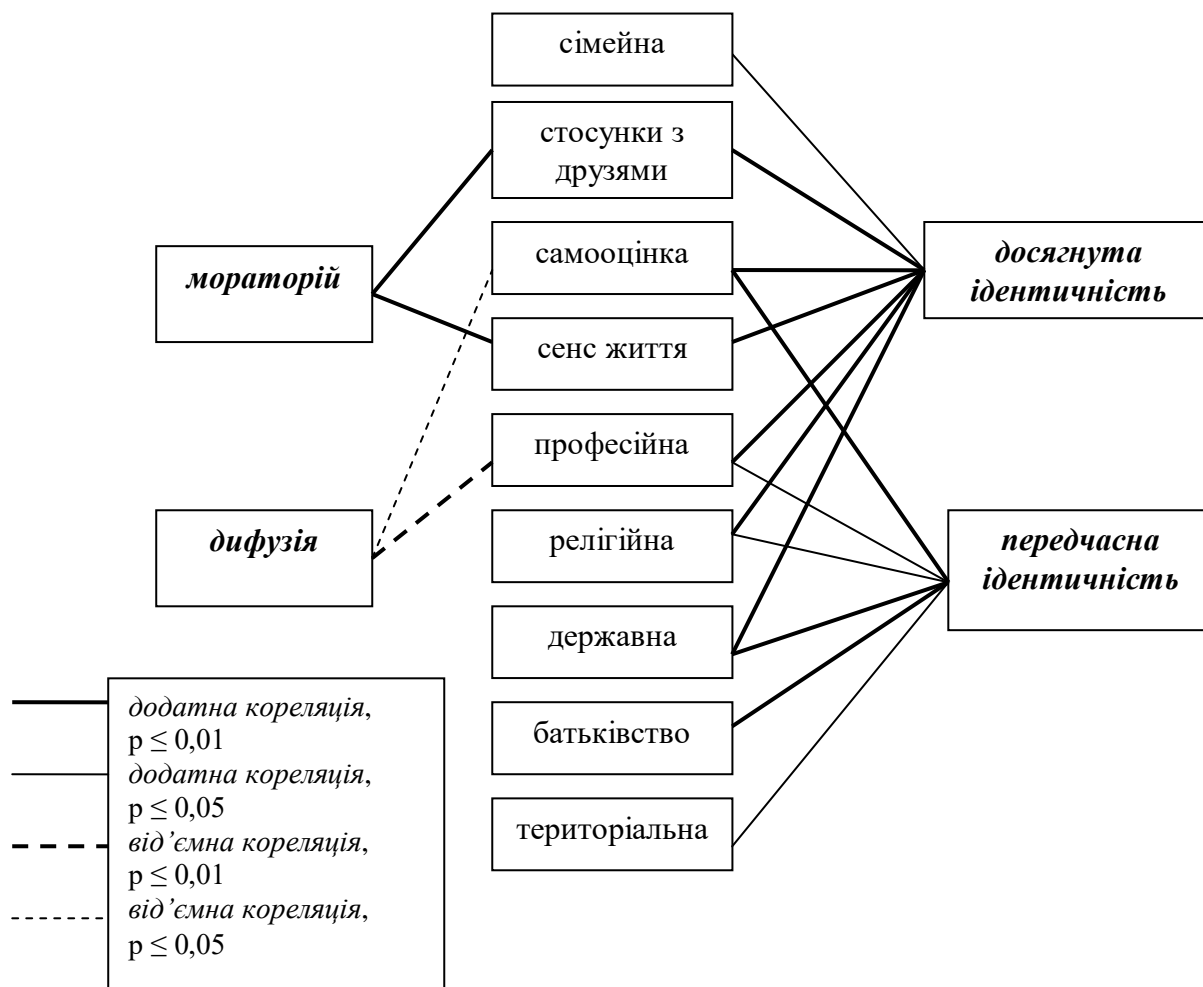 сімейна
стосунки з
друзями
мораторій
самооцінка
досягнута
ідентичність
сенс життя
професійна
дифузія
релігійна
передчасна
ідентичність
державна
батьківство
територіальна
додатна кореляція,
p ≤ 0,01
додатна кореляція,
p ≤ 0,05
від’ємна кореляція,
p ≤ 0,01
від’ємна кореляція,
p ≤ 0,05